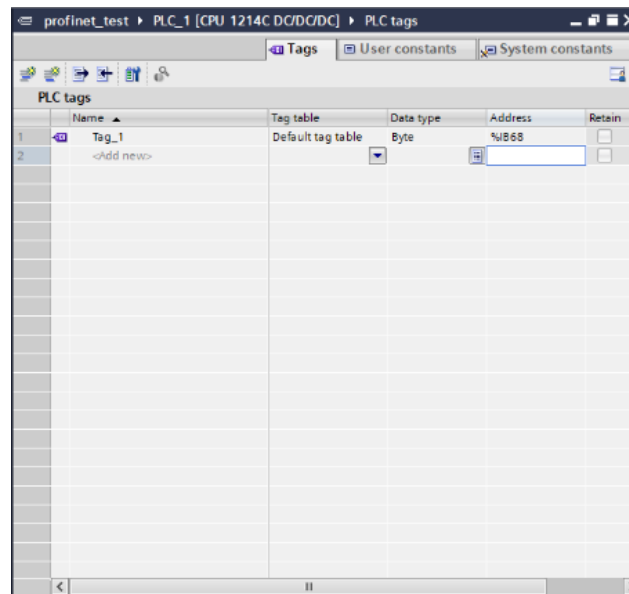 profinet_test ▸ PLC_1 [CPU 1214C DC/DC/DC] ▸ PLC tags
Tags User constants System constants
PLC tags
Name Tag table Data type Address Retain
1 Tag_1 Default tag table Byte %IB68
2 <Add new>